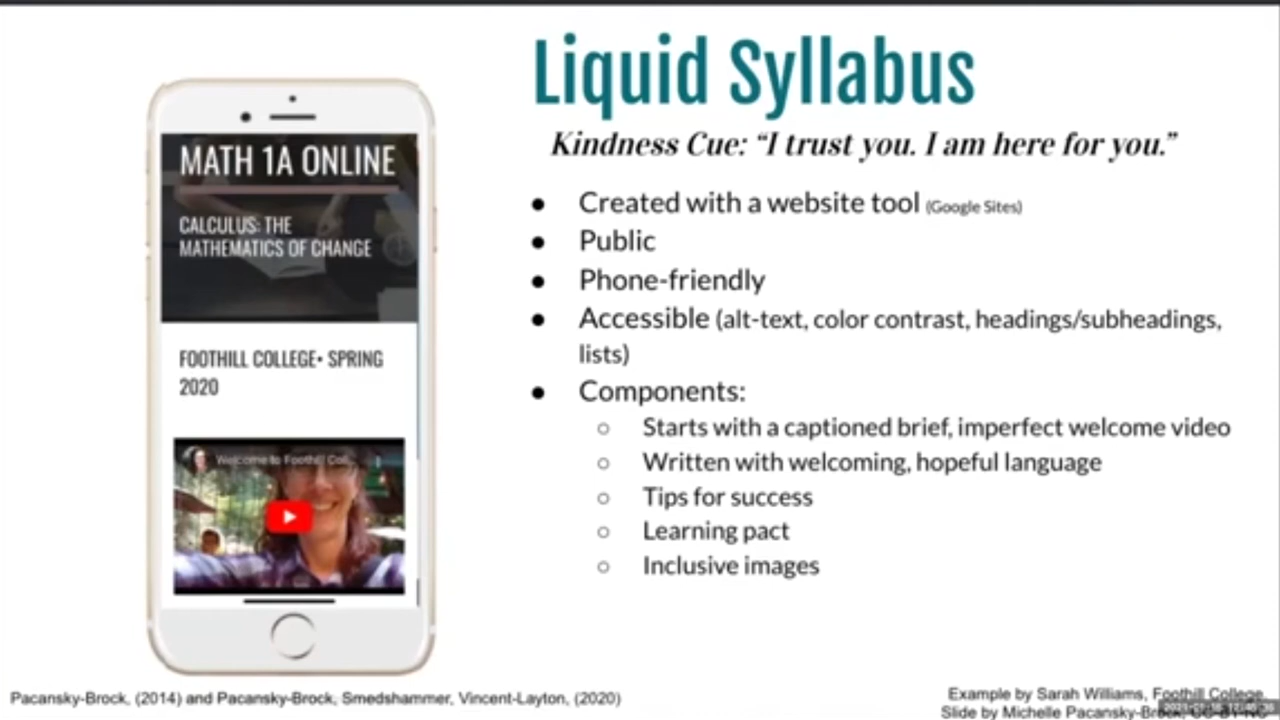 Liquid Syllabus
Kindness Cue: “I trust you. I am here for you.”
● Created with a website tool (Google Sites)
● Public
● Phone-friendly
● Accessible (alt-text, color contrast, headings/subheadings,
lists)
● Components:
○ Starts with a captioned brief, imperfect welcome video
○ Written with welcoming, hopeful language
○ Tips for success
○ Learning pact
○ Inclusive images
MATH 1A ONLINE
CALCULUS: THE
MATHEMATICS OF CHANGE
FOOTHILL COLLEGE• SPRING
2020
Welcome to Foothill Col...
Pacansky-Brock, (2014) and Pacansky-Brock, Smedshammer, Vincent-Layton, (2020)
Example by Sarah Williams, Foothill College.
Slide by Michelle Pacansky-Brock,